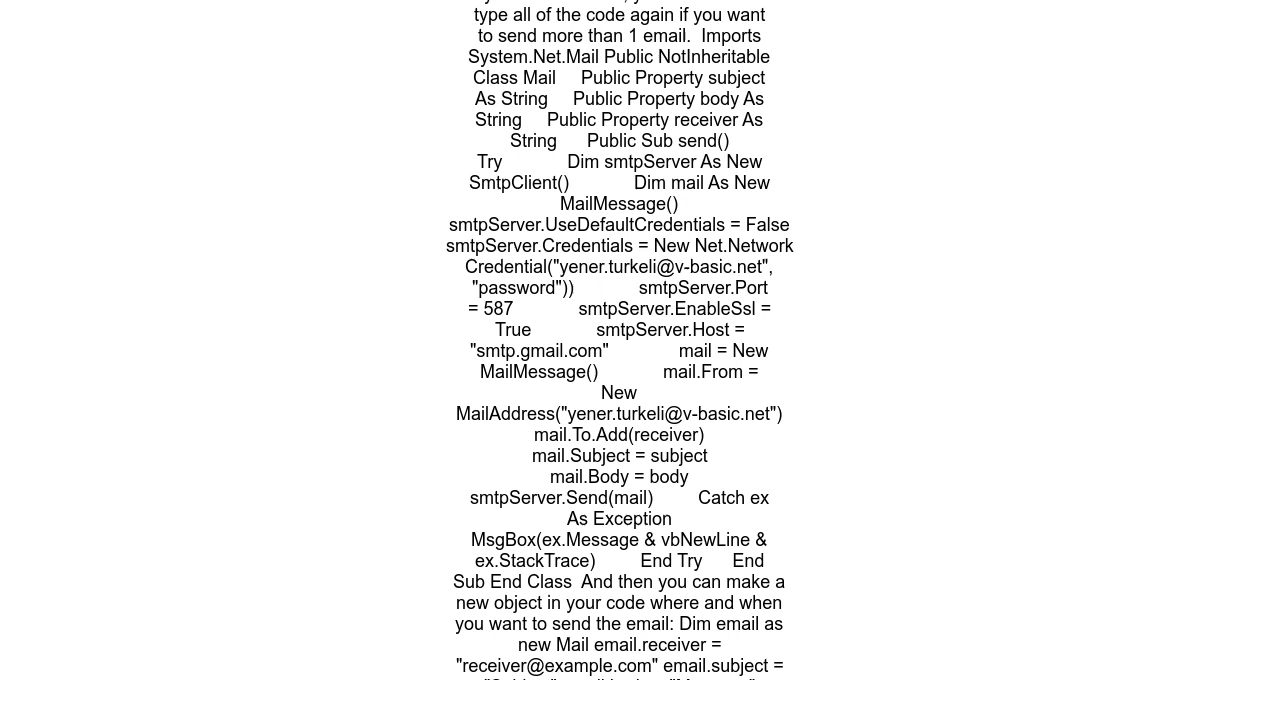 type all of the code again if you want
to send more than 1 email.  Imports
System.Net.Mail Public NotInheritable
Class Mail     Public Property subject
As String     Public Property body As
String     Public Property receiver As
String      Public Sub send()
Try             Dim smtpServer As New
SmtpClient()             Dim mail As New
MailMessage()
smtpServer.UseDefaultCredentials = False
smtpServer.Credentials = New Net.Network
Credential("yener.turkeli@v-basic.net",
"password"))             smtpServer.Port
= 587             smtpServer.EnableSsl =
True             smtpServer.Host =
"smtp.gmail.com"              mail = New
MailMessage()             mail.From =
New
MailAddress("yener.turkeli@v-basic.net")
mail.To.Add(receiver)
mail.Subject = subject
mail.Body = body
smtpServer.Send(mail)         Catch ex
As Exception
MsgBox(ex.Message & vbNewLine &
ex.StackTrace)         End Try      End
Sub End Class  And then you can make a
new object in your code where and when
you want to send the email: Dim email as
new Mail email.receiver =
"receiver@example.com" email.subject =